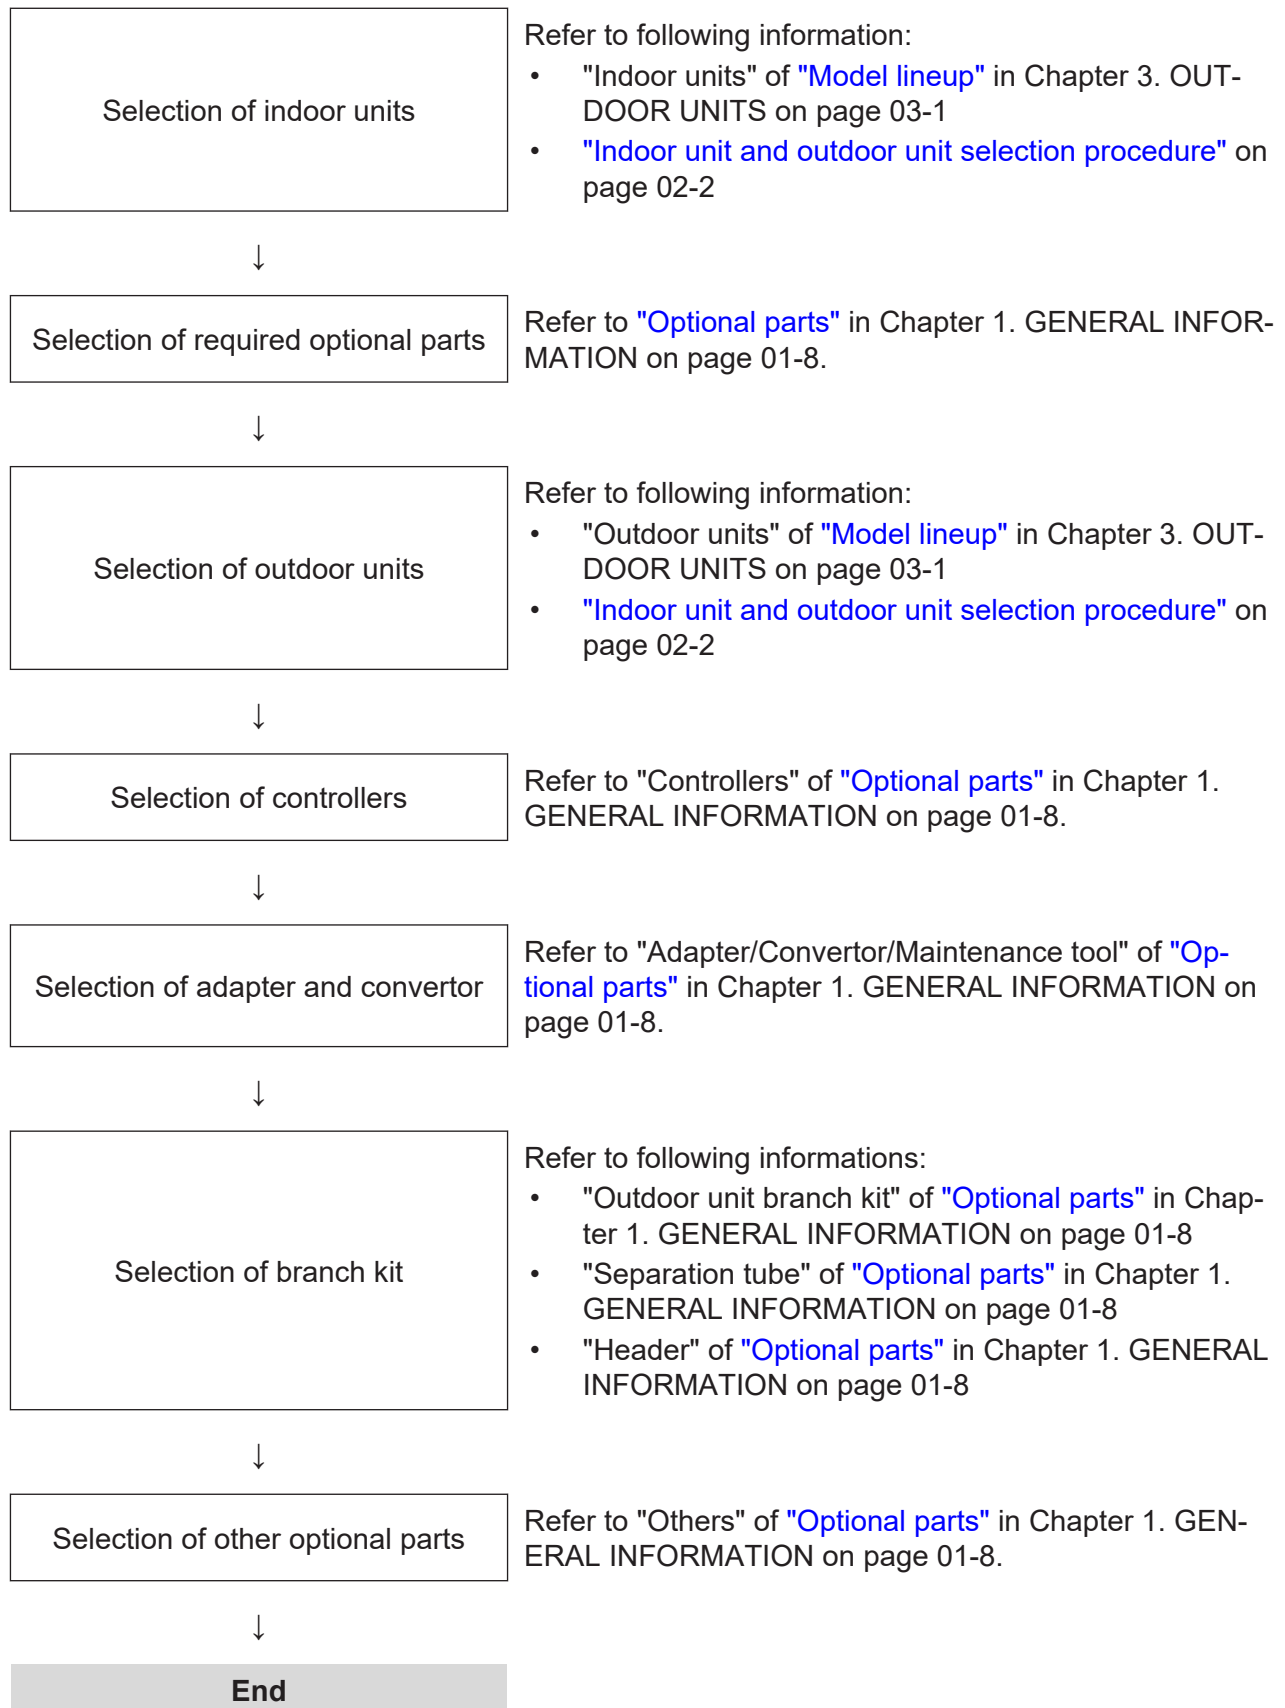 Selection of indoor units
Refer to following information:
• "Indoor units" of "Model lineup" in Chapter 3. OUT-
DOOR UNITS on page 03-1
• "Indoor unit and outdoor unit selection procedure" on
page 02-2
↓
Selection of required optional parts
Refer to "Optional parts" in Chapter 1. GENERAL INFOR-
MATION on page 01-8.
↓
Selection of outdoor units
Refer to following information:
• "Outdoor units" of "Model lineup" in Chapter 3. OUT-
DOOR UNITS on page 03-1
• "Indoor unit and outdoor unit selection procedure" on
page 02-2
↓
Selection of controllers
Refer to "Controllers" of "Optional parts" in Chapter 1.
GENERAL INFORMATION on page 01-8.
↓
Selection of adapter and convertor
Refer to "Adapter/Convertor/Maintenance tool" of "Op-
tional parts" in Chapter 1. GENERAL INFORMATION on
page 01-8.
↓
Selection of branch kit
Refer to following informations:
• "Outdoor unit branch kit" of "Optional parts" in Chap-
ter 1. GENERAL INFORMATION on page 01-8
• "Separation tube" of "Optional parts" in Chapter 1.
GENERAL INFORMATION on page 01-8
• "Header" of "Optional parts" in Chapter 1. GENERAL
INFORMATION on page 01-8
↓
Selection of other optional parts
Refer to "Others" of "Optional parts" in Chapter 1. GEN-
ERAL INFORMATION on page 01-8.
↓
End